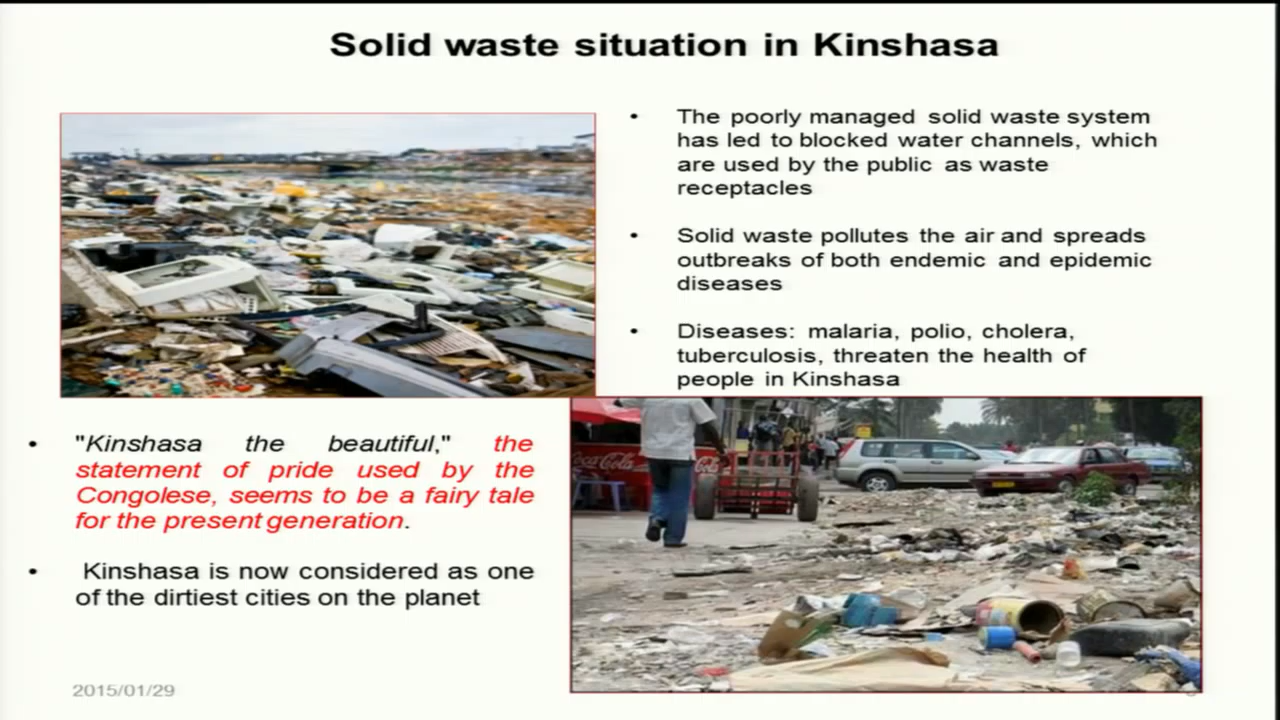 Solid waste situation in Kinshasa
• The poorly managed solid waste system
has led to blocked water channels, which
are used by the public as waste
receptacles
• Solid waste pollutes the air and spreads
outbreaks of both endemic and epidemic
diseases
• Diseases: malaria, polio, cholera,
tuberculosis, threaten the health of
people in Kinshasa
• "Kinshasa the beautiful," the
statement of pride used by the
Congolese, seems to be a fairy tale
for the present generation.
• Kinshasa is now considered as one
of the dirtiest cities on the planet
Coca-Cola
2015/01/29